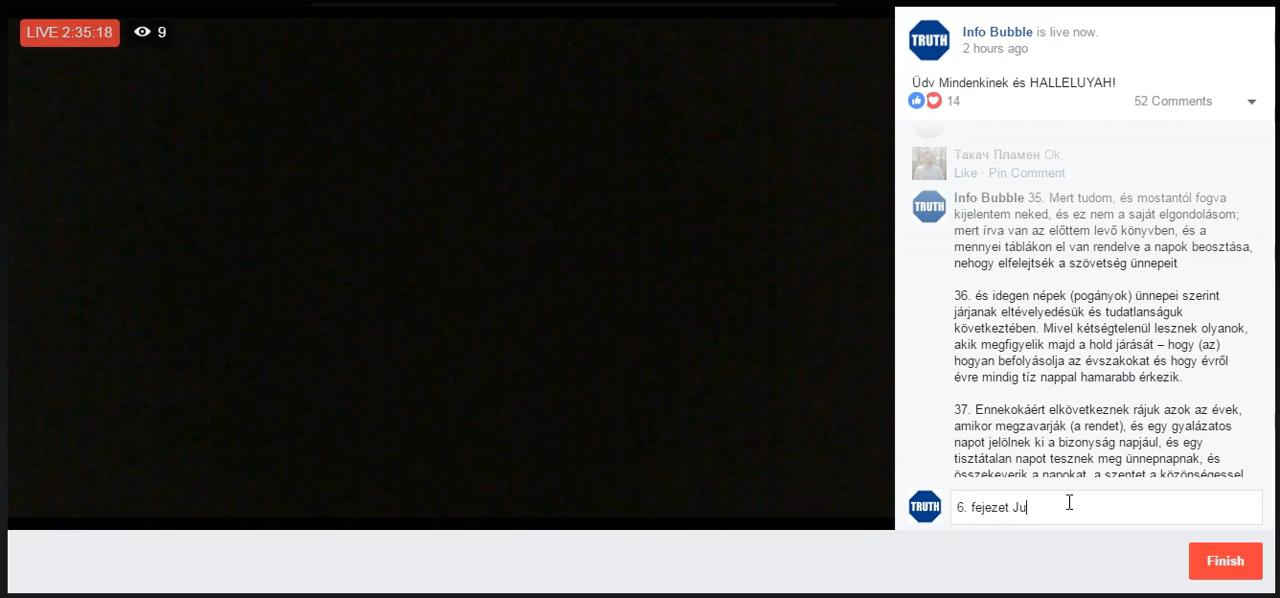 LIVE 2:35:18
9
TRUTH
Info Bubble is live now.
2 hours ago
Üdv Mindenkinek és HALLELUYAH!
14
52 Comments
Такач Пламен Ok.
Like · Pin Comment
TRUTH
Info Bubble 35. Mert tudom, és mostantól fogva
kijelentem neked, és ez nem a saját elgondolásom;
mert írva van az előttem levő könyvben, és a
mennyei táblákon el van rendelve a napok beosztása,
nehogy elfelejtsék a szövetség ünnepeit
36. és idegen népek (pogányok) ünnepei szerint
járjanak eltévelyedésük és tudatlanságuk
következtében. Mivel kétségtelenül lesznek olyanok,
akik megfigyelik majd a hold járását – hogy (az)
hogyan befolyásolja az évszakokat és hogy évről
évre mindig tíz nappal hamarabb érkezik.
37. Ennekokáért elkövetkeznek rájuk azok az évek,
amikor megzavarják (a rendet), és egy gyalázatos
napot jelölnek ki a bizonyság napjául, és egy
tisztátalan napot tesznek meg ünnepnapnak, és
összekeverik a napokat, a szentet a közönségessel
TRUTH
6. fejezet Ju
Finish